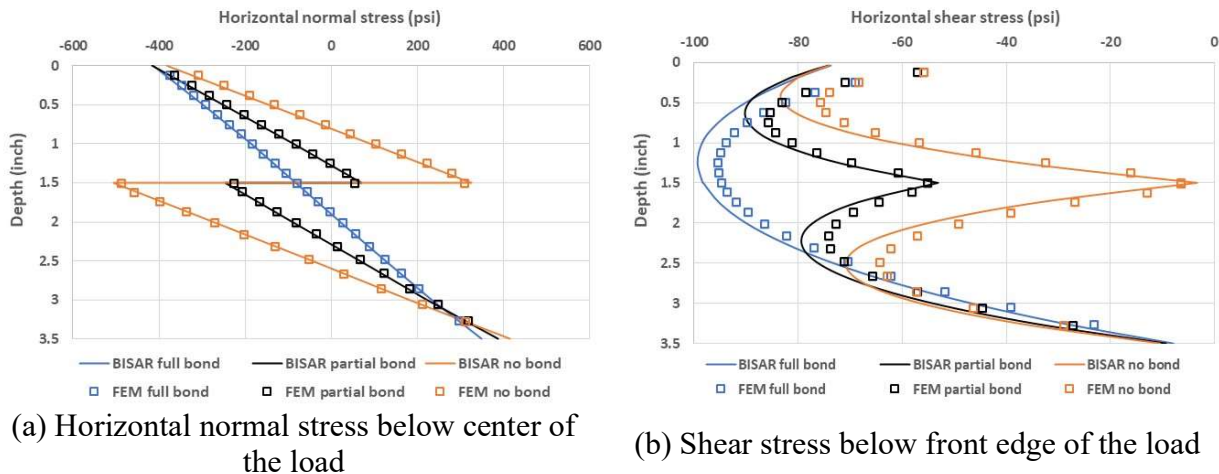 Horizontal normal stress (psi)
-600 -400 -200 0 200 400 600
0
0.5
1
1.5
2
2.5
3
3.5
Depth (inch)
BISAR full bond BISAR partial bond BISAR no bond
FEM full bond FEM partial bond FEM no bond
(a) Horizontal normal stress below center of
the load
Horizontal shear stress (psi)
-100 -80 -60 -40 -20 0
0
0.5
1
1.5
2
2.5
3
3.5
Depth (inch)
BISAR full bond BISAR partial bond BISAR no bond
FEM full bond FEM partial bond FEM no bond
(b) Shear stress below front edge of the load